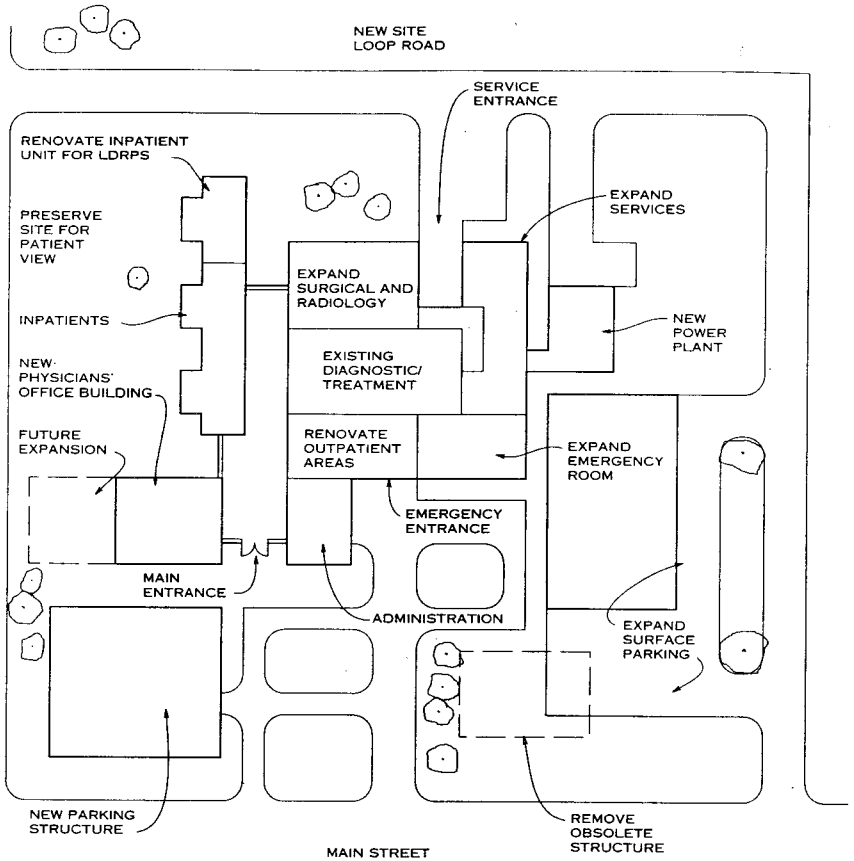 NEW SITE
LOOP ROAD
SERVICE
ENTRANCE
RENOVATE INPATIENT
UNIT FOR LDRPS
EXPAND
SERVICES
PRESERVE
SITE FOR
PATIENT
VIEW
EXPAND
SURGICAL AND
RADIOLOGY
INPATIENTS
NEW
POWER
PLANT
EXISTING
DIAGNOSTIC/
TREATMENT
NEW
PHYSICIANS'
OFFICE BUILDING
FUTURE
EXPANSION
RENOVATE
OUTPATIENT
AREAS
EXPAND
EMERGENCY
ROOM
EMERGENCY
ENTRANCE
MAIN
ENTRANCE
ADMINISTRATION
EXPAND
SURFACE
PARKING
NEW PARKING
STRUCTURE
REMOVE
OBSOLETE
STRUCTURE
MAIN STREET